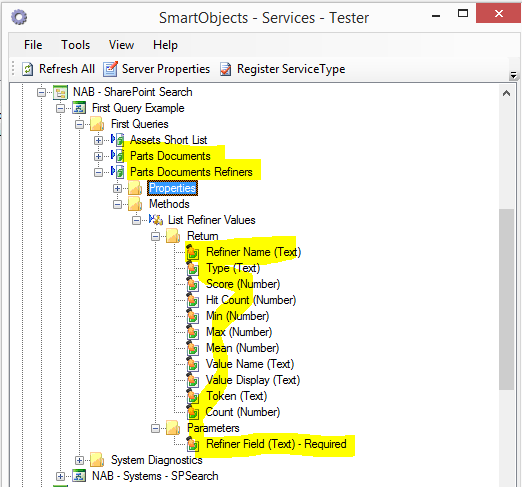 SmartObjects - Services - Tester
File Tools View Help
Refresh All Server Properties Register ServiceType
NAB - SharePoint Search
First Query Example
First Queries
Assets Short List
Parts Documents
Parts Documents Refiners
Properties
Methods
List Refiner Values
Return
Refiner Name (Text)
Type (Text)
Score (Number)
Hit Count (Number)
Min (Number)
Max (Number)
Mean (Number)
Value Name (Text)
Value Display (Text)
Token (Text)
Count (Number)
Parameters
Refiner Field (Text) - Required
System Diagnostics
NAB - Systems - SPSearch